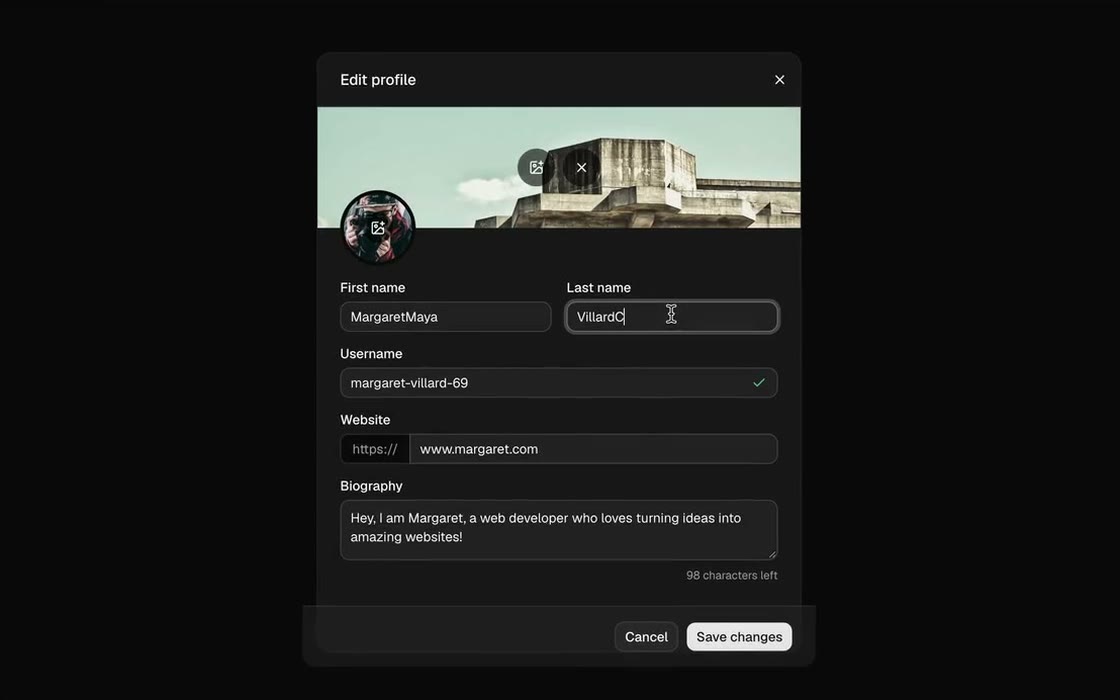 Edit profile
First name
Last name
MargaretMaya
VillardC
Username
margaret-villard-69
Website
https://
www.margaret.com
Biography
Hey, I am Margaret, a web developer who loves turning ideas into
amazing websites!
98 characters left
Cancel
Save changes